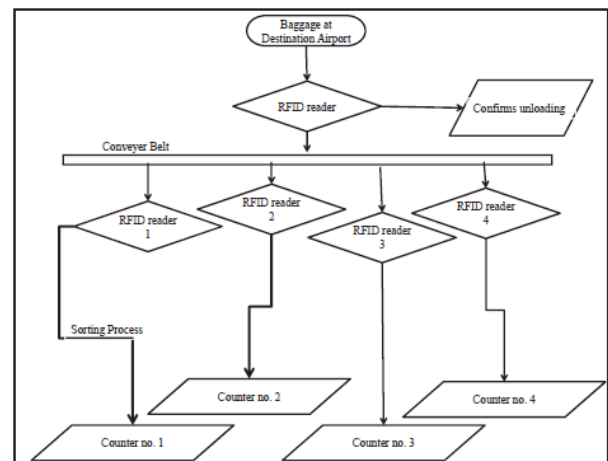 Baggage at
Destination Airport
RFID reader
Confirms unloading
Conveyer Belt
RFID reader
1
RFID reader
2
RFID reader
3
RFID reader
4
Sorting Process
Counter no. 1
Counter no. 2
Counter no. 3
Counter no. 4